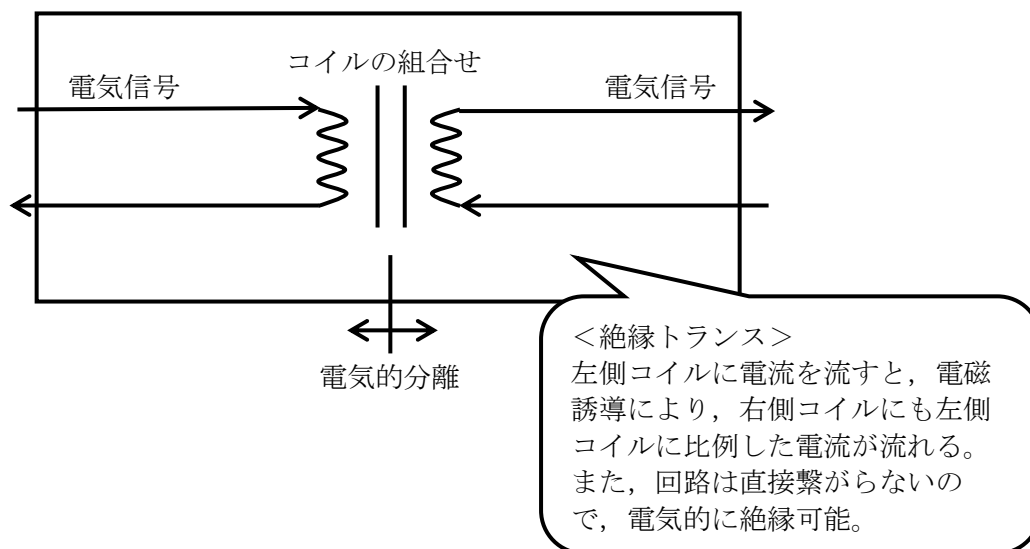 コイルの組合せ
電気信号
電気信号
電気的分離
＜絶縁トランス＞
左側コイルに電流を流すと，電磁
誘導により，右側コイルにも左側
コイルに比例した電流が流れる。
また，回路は直接繋がらないの
で，電気的に絶縁可能。